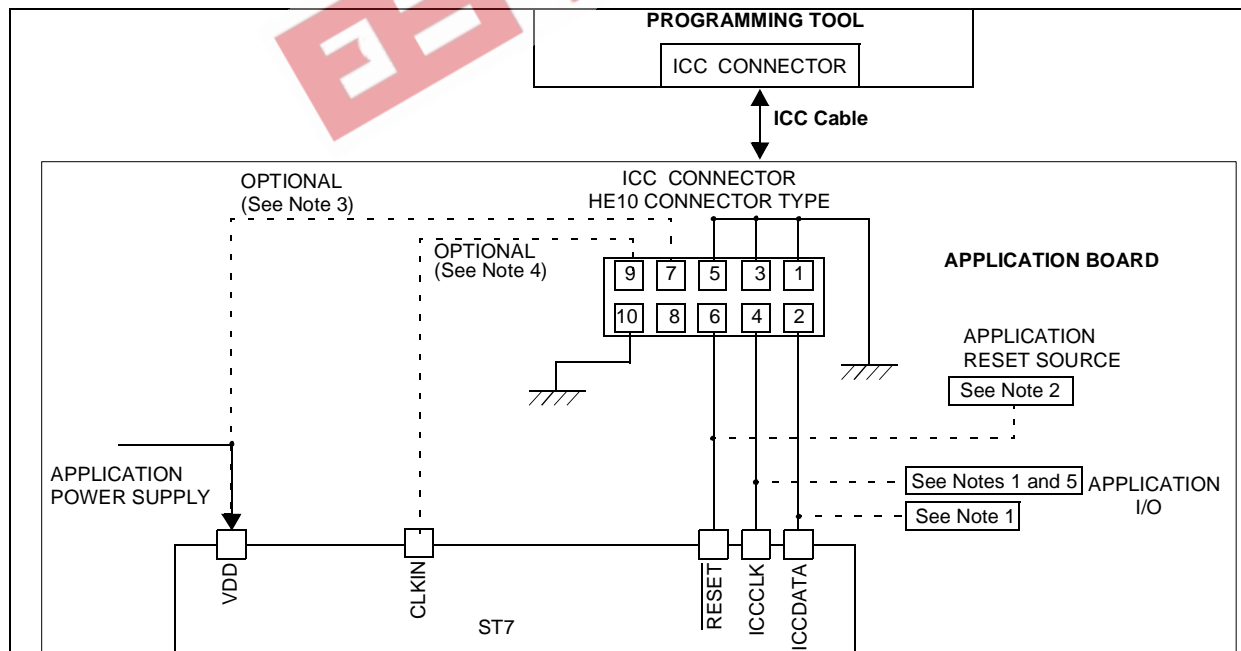 PROGRAMMING TOOL
ICC CONNECTOR
ICC Cable
OPTIONAL
(See Note 3)
ICC CONNECTOR
HE10 CONNECTOR TYPE
OPTIONAL
(See Note 4)
9 7 5 3 1
10 8 6 4 2
APPLICATION BOARD
APPLICATION
RESET SOURCE
See Note 2
APPLICATION
POWER SUPPLY
See Notes 1 and 5
See Note 1
APPLICATION
I/O
VDD
CLKIN
RESET
ICCCLK
ICCDATA
ST7